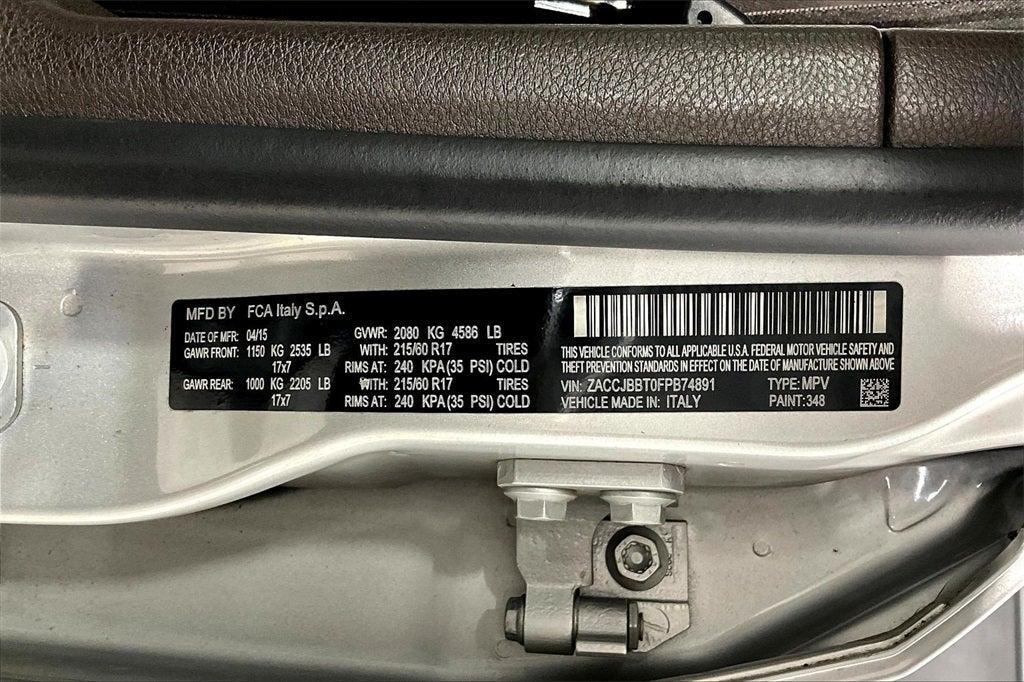 MFD BY FCA Italy S.p.A.
DATE OF MFR: 04/15 GVWR: 2080 KG 4586 LB
GAWR FRONT: 1150 KG 2535 LB WITH: 215/60 R17 TIRES
17x7 RIMS AT: 240 KPA (35 PSI) COLD
GAWR REAR: 1000 KG 2205 LB WITH: 215/60 R17 TIRES
17x7 RIMS AT: 240 KPA (35 PSI) COLD
THIS VEHICLE CONFORMS TO ALL APPLICABLE U.S.A. FEDERAL MOTOR VEHICLE SAFETY AND
THEFT PREVENTION STANDARDS IN EFFECT ON THE DATE OF MANUFACTURE SHOWN ABOVE
VIN: ZACCJBBT0FPB74891 TYPE: MPV
VEHICLE MADE IN: ITALY PAINT: 348